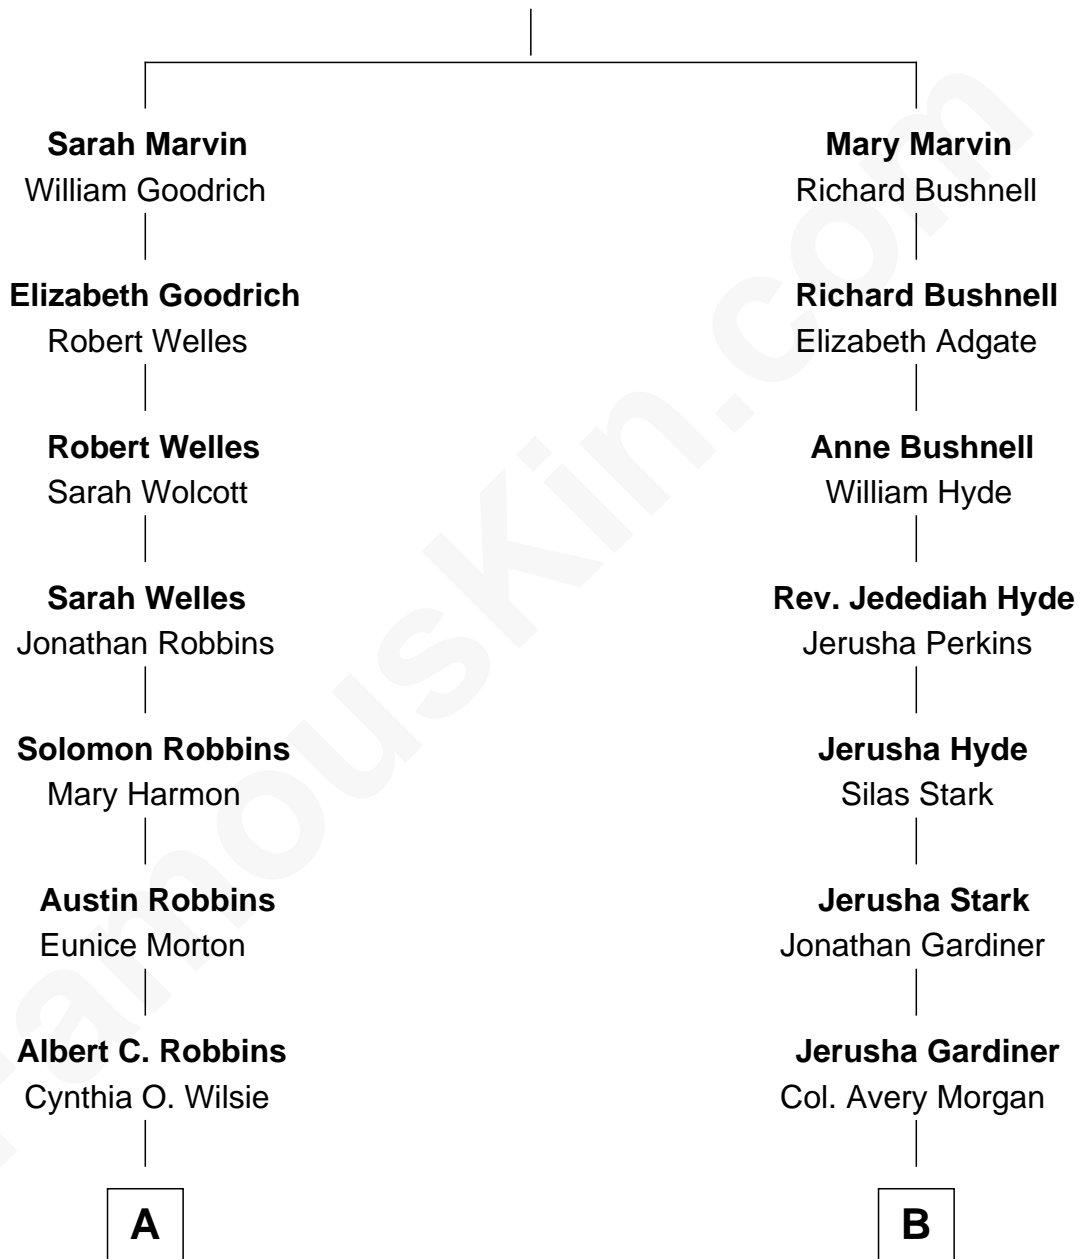 Sarah Marvin
William Goodrich
Elizabeth Goodrich
Robert Welles
Robert Welles
Sarah Wolcott
Sarah Welles
Jonathan Robbins
Solomon Robbins
Mary Harmon
Austin Robbins
Eunice Morton
Albert C. Robbins
Cynthia O. Wilsie
A
Mary Marvin
Richard Bushnell
Richard Bushnell
Elizabeth Adgate
Anne Bushnell
William Hyde
Rev. Jedediah Hyde
Jerusha Perkins
Jerusha Hyde
Silas Stark
Jerusha Stark
Jonathan Gardiner
Jerusha Gardiner
Col. Avery Morgan
B
FamousKin.com